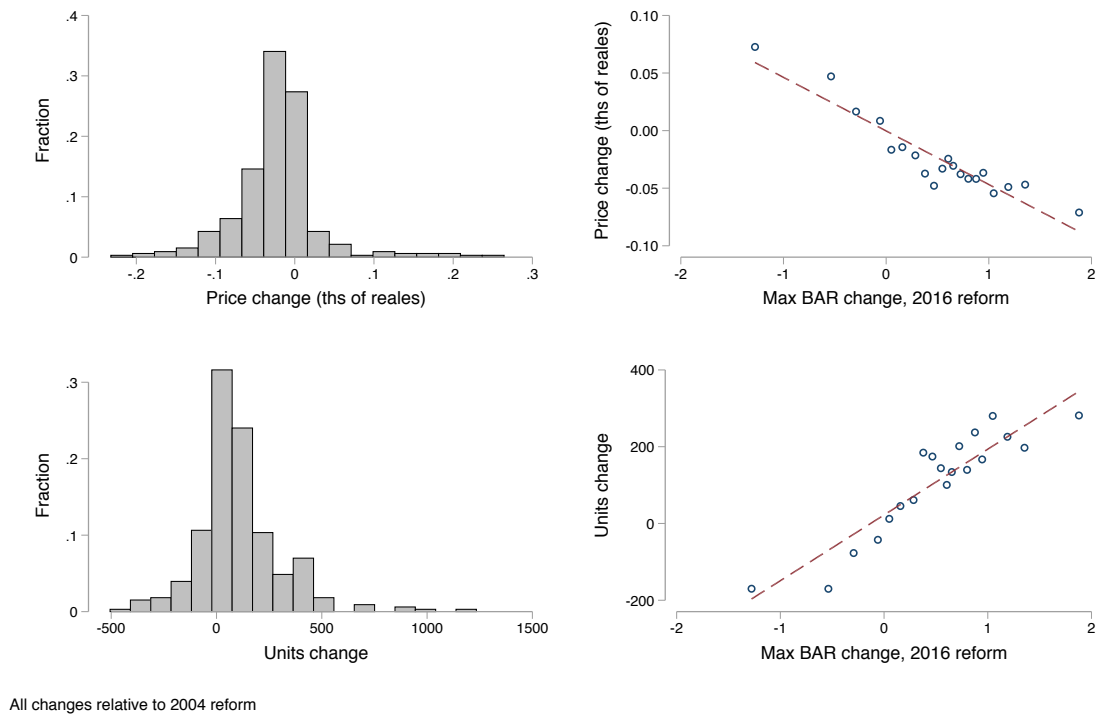 .4
.3
.2
.1
0
Fraction
-.2 -.1 0 .1 .2 .3
Price change (ths of reales)
0.10
0.05
0.00
-0.05
-0.10
Price change (ths of reales)
-2 -1 0 1 2
Max BAR change, 2016 reform
.3
.2
.1
0
Fraction
-500 0 500 1000 1500
Units change
400
200
0
-200
Units change
-2 -1 0 1 2
Max BAR change, 2016 reform
All changes relative to 2004 reform